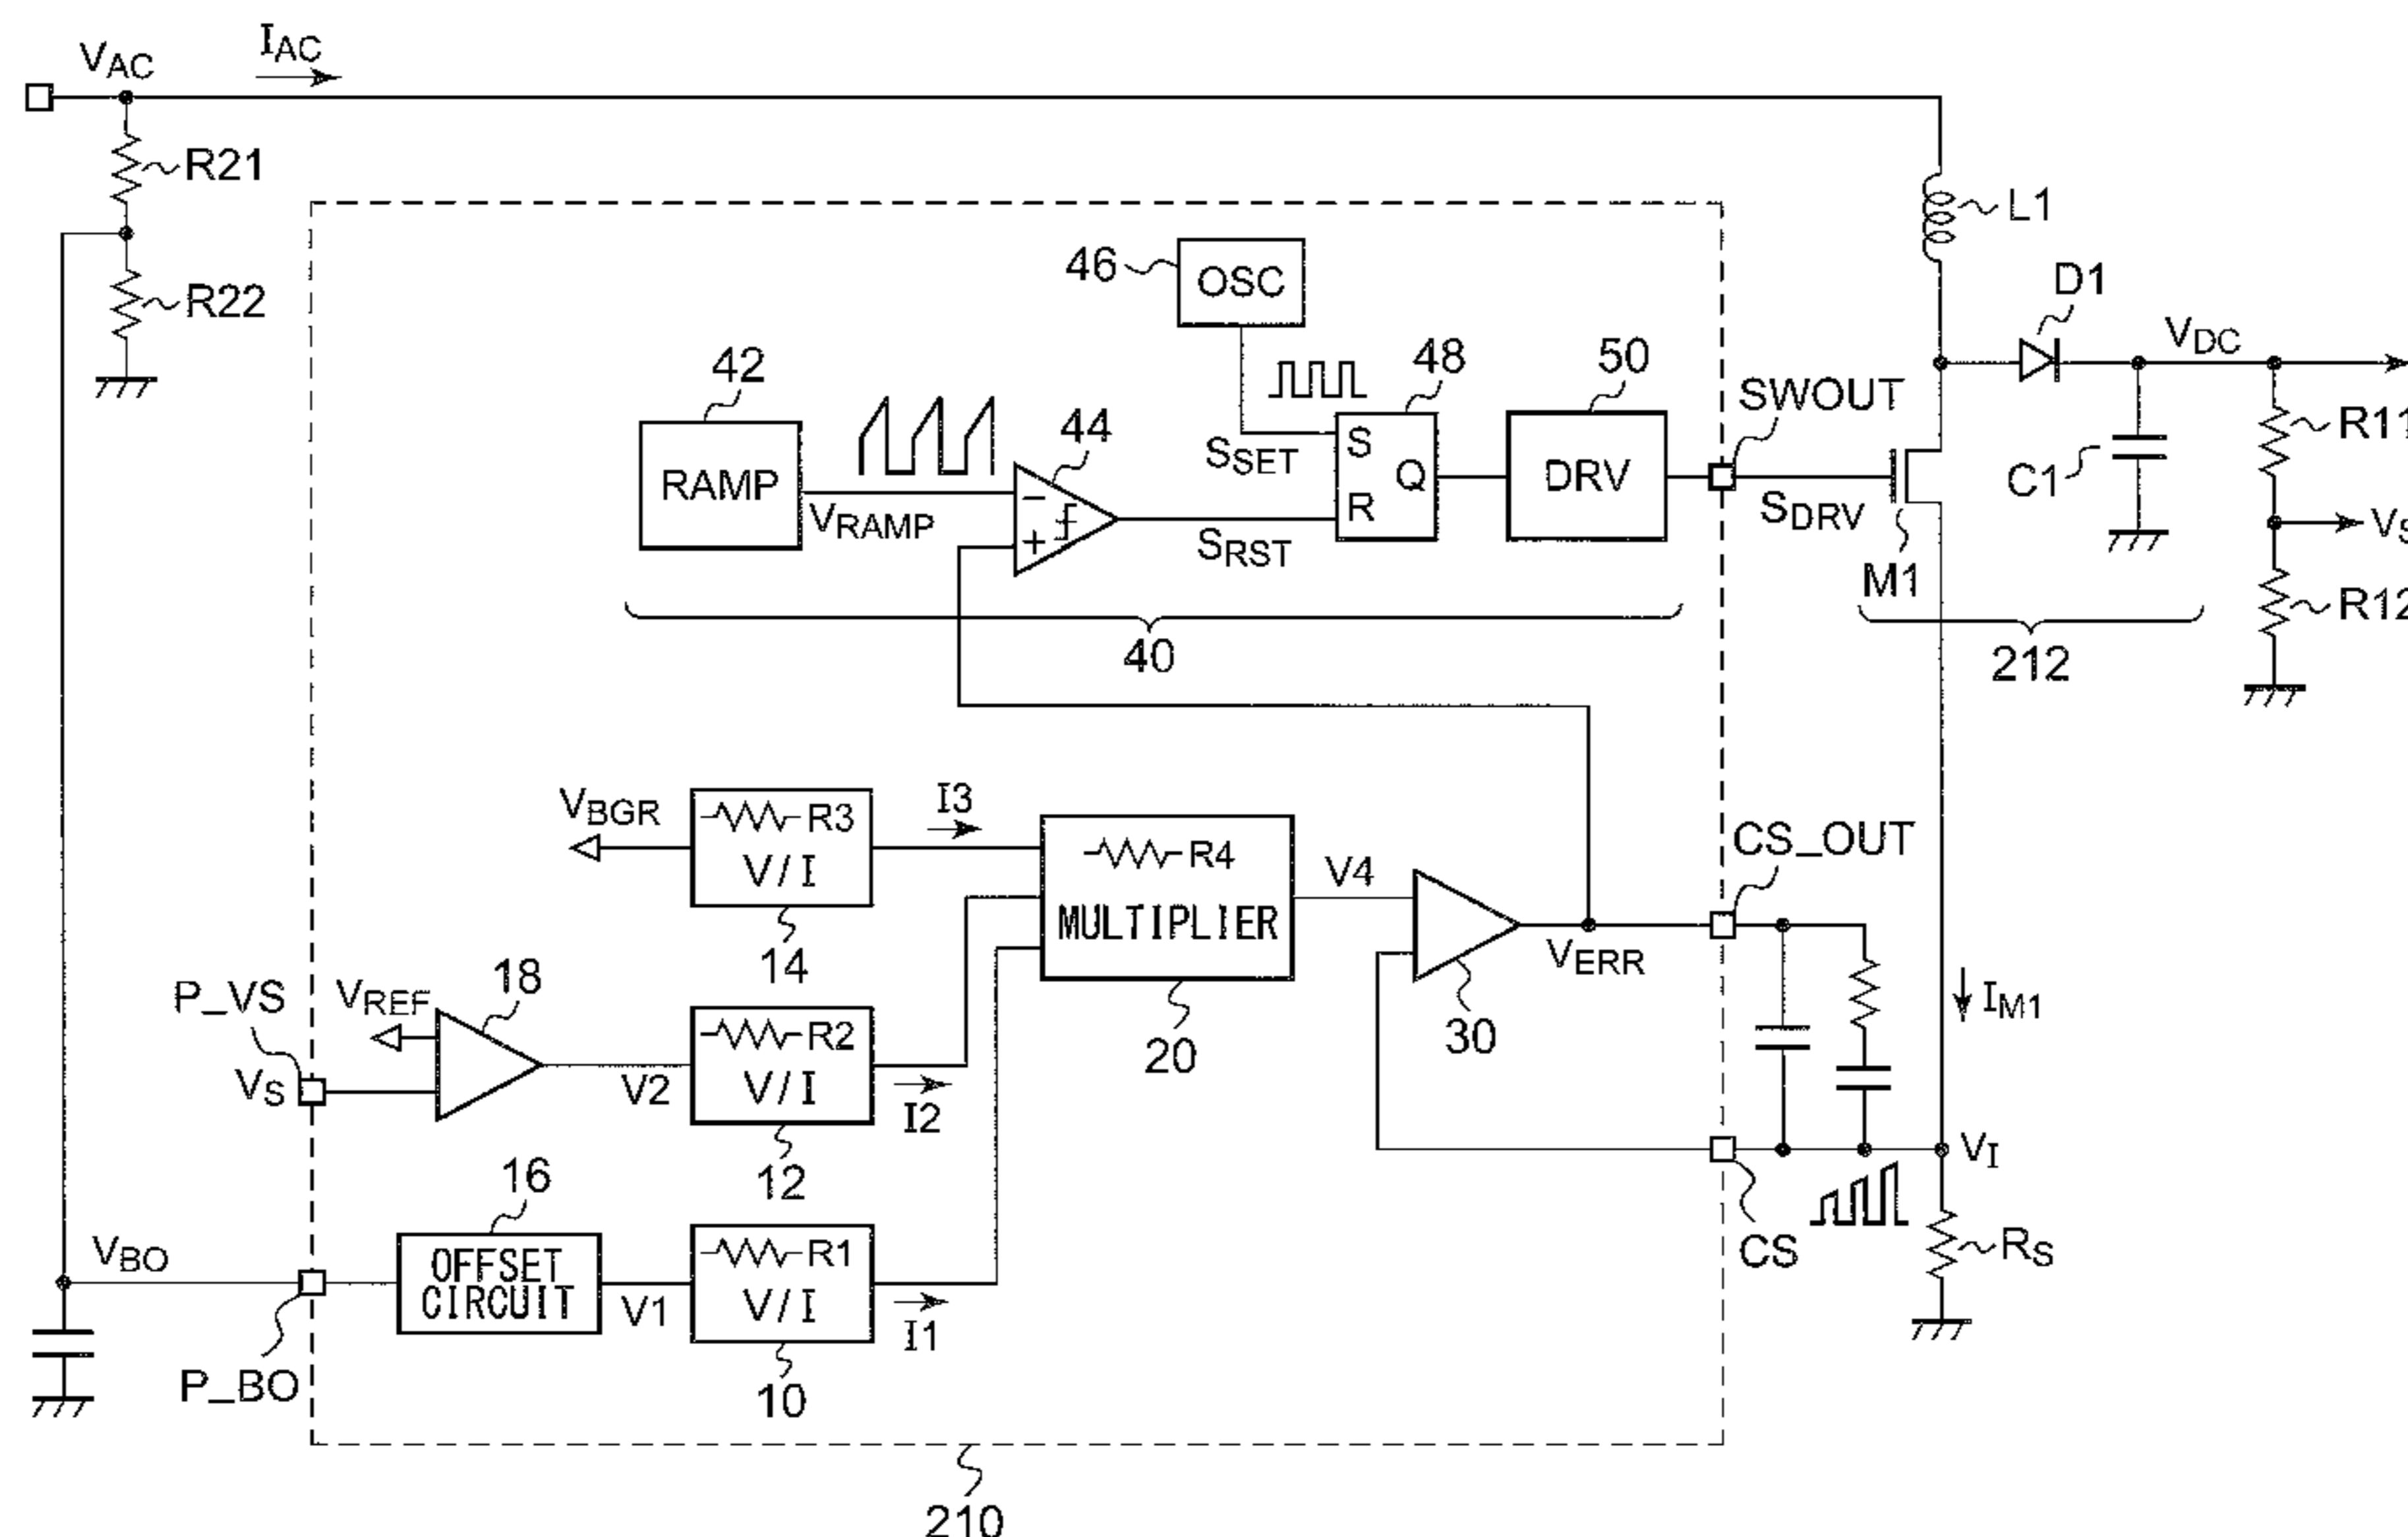 VAC
IAC
R21
R22
L1
46
OSC
D1
VDC
42
48
50
SWOUT
44
RAMP
VRAMP
−
+
SSET
S
R
Q
DRV
SRST
SDRV
M1
C1
R11
R12
40
212
VBGR
R3
V/I
14
I3
R4
MULTIPLIER
20
V4
30
VERR
CS_OUT
IM1
P_VS
VREF
18
VS
V2
R2
V/I
12
I2
VI
CS
RS
VBO
P_BO
16
OFFSET
CIRCUIT
V1
R1
V/I
10
I1
210